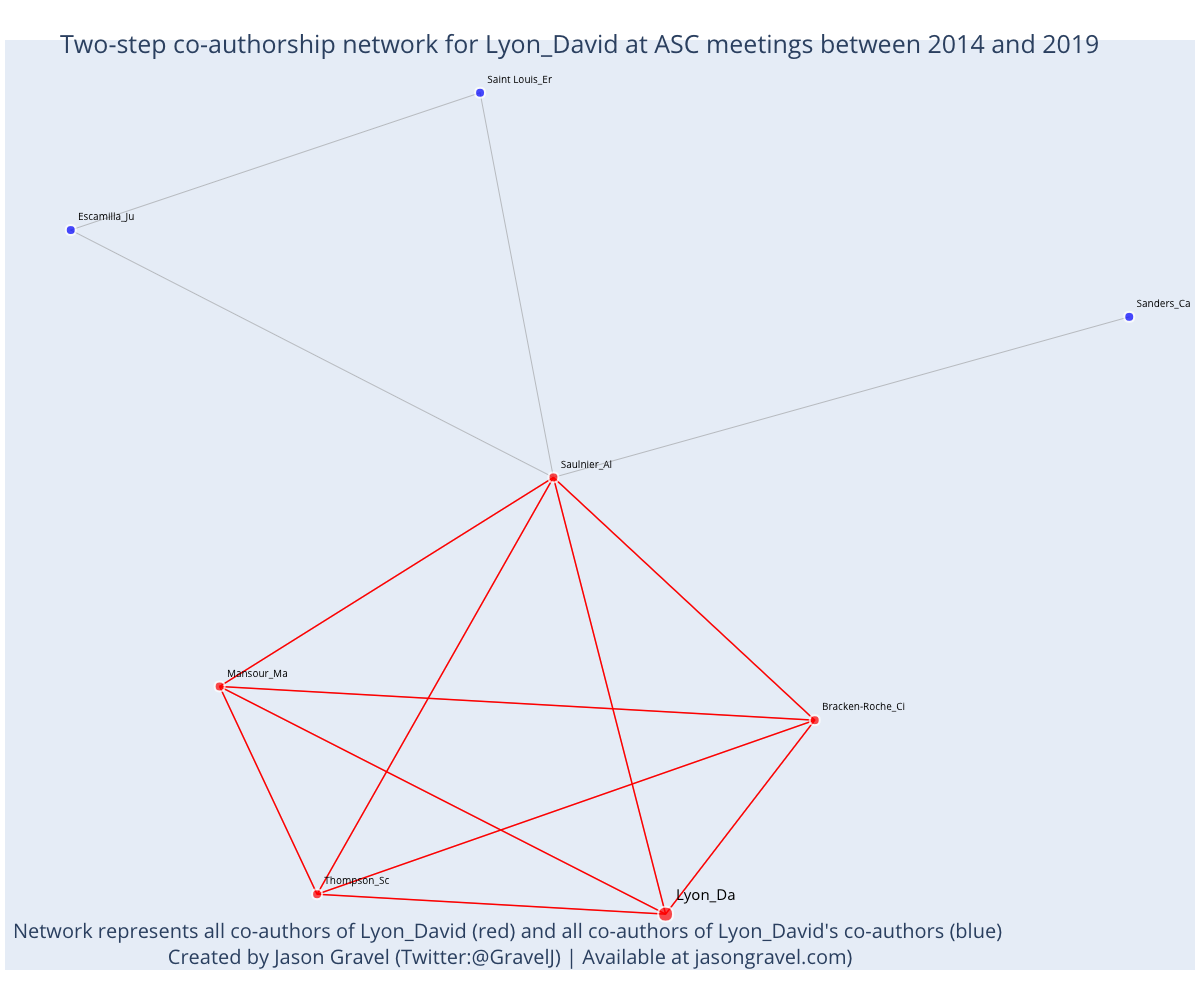 Two-step co-authorship network for Lyon_David at ASC meetings between 2014 and 2019
Saint Louis_Er
Escamilla_Ju
Sanders_Ca
Saulnier_Al
Mansour_Ma
Bracken-Roche_Ci
Thompson_Sc
Lyon_Da
Network represents all co-authors of Lyon_David (red) and all co-authors of Lyon_David's co-authors (blue)
Created by Jason Gravel (Twitter:@GravelJ) | Available at jasongravel.com)